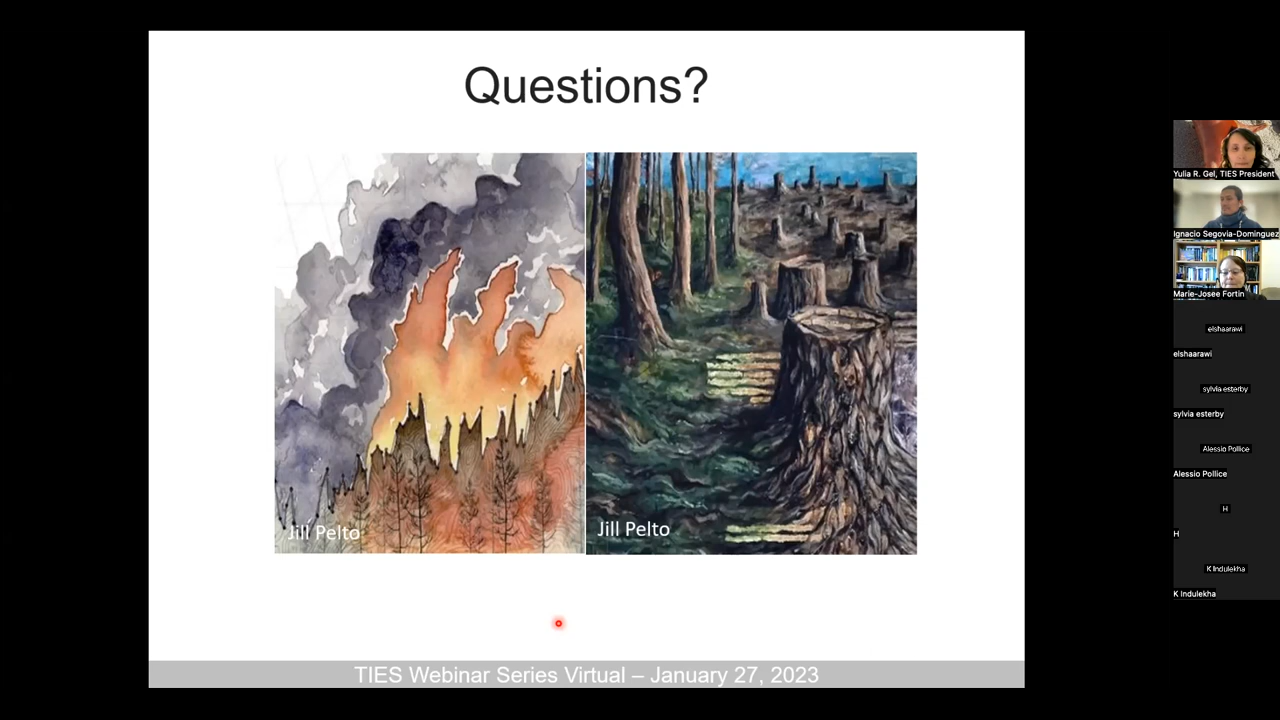 Questions?
Jill Pelto
Jill Pelto
TIES Webinar Series Virtual – January 27, 2023
Yulia R. Gel, TIES President
Ignacio Segovia-Dominguez
Marie-Josee Fortin
elshaarawi
elshaarawi
sylvia esterby
sylvia esterby
Alessio Pollice
Alessio Pollice
H
H
K Indulekha
K Indulekha